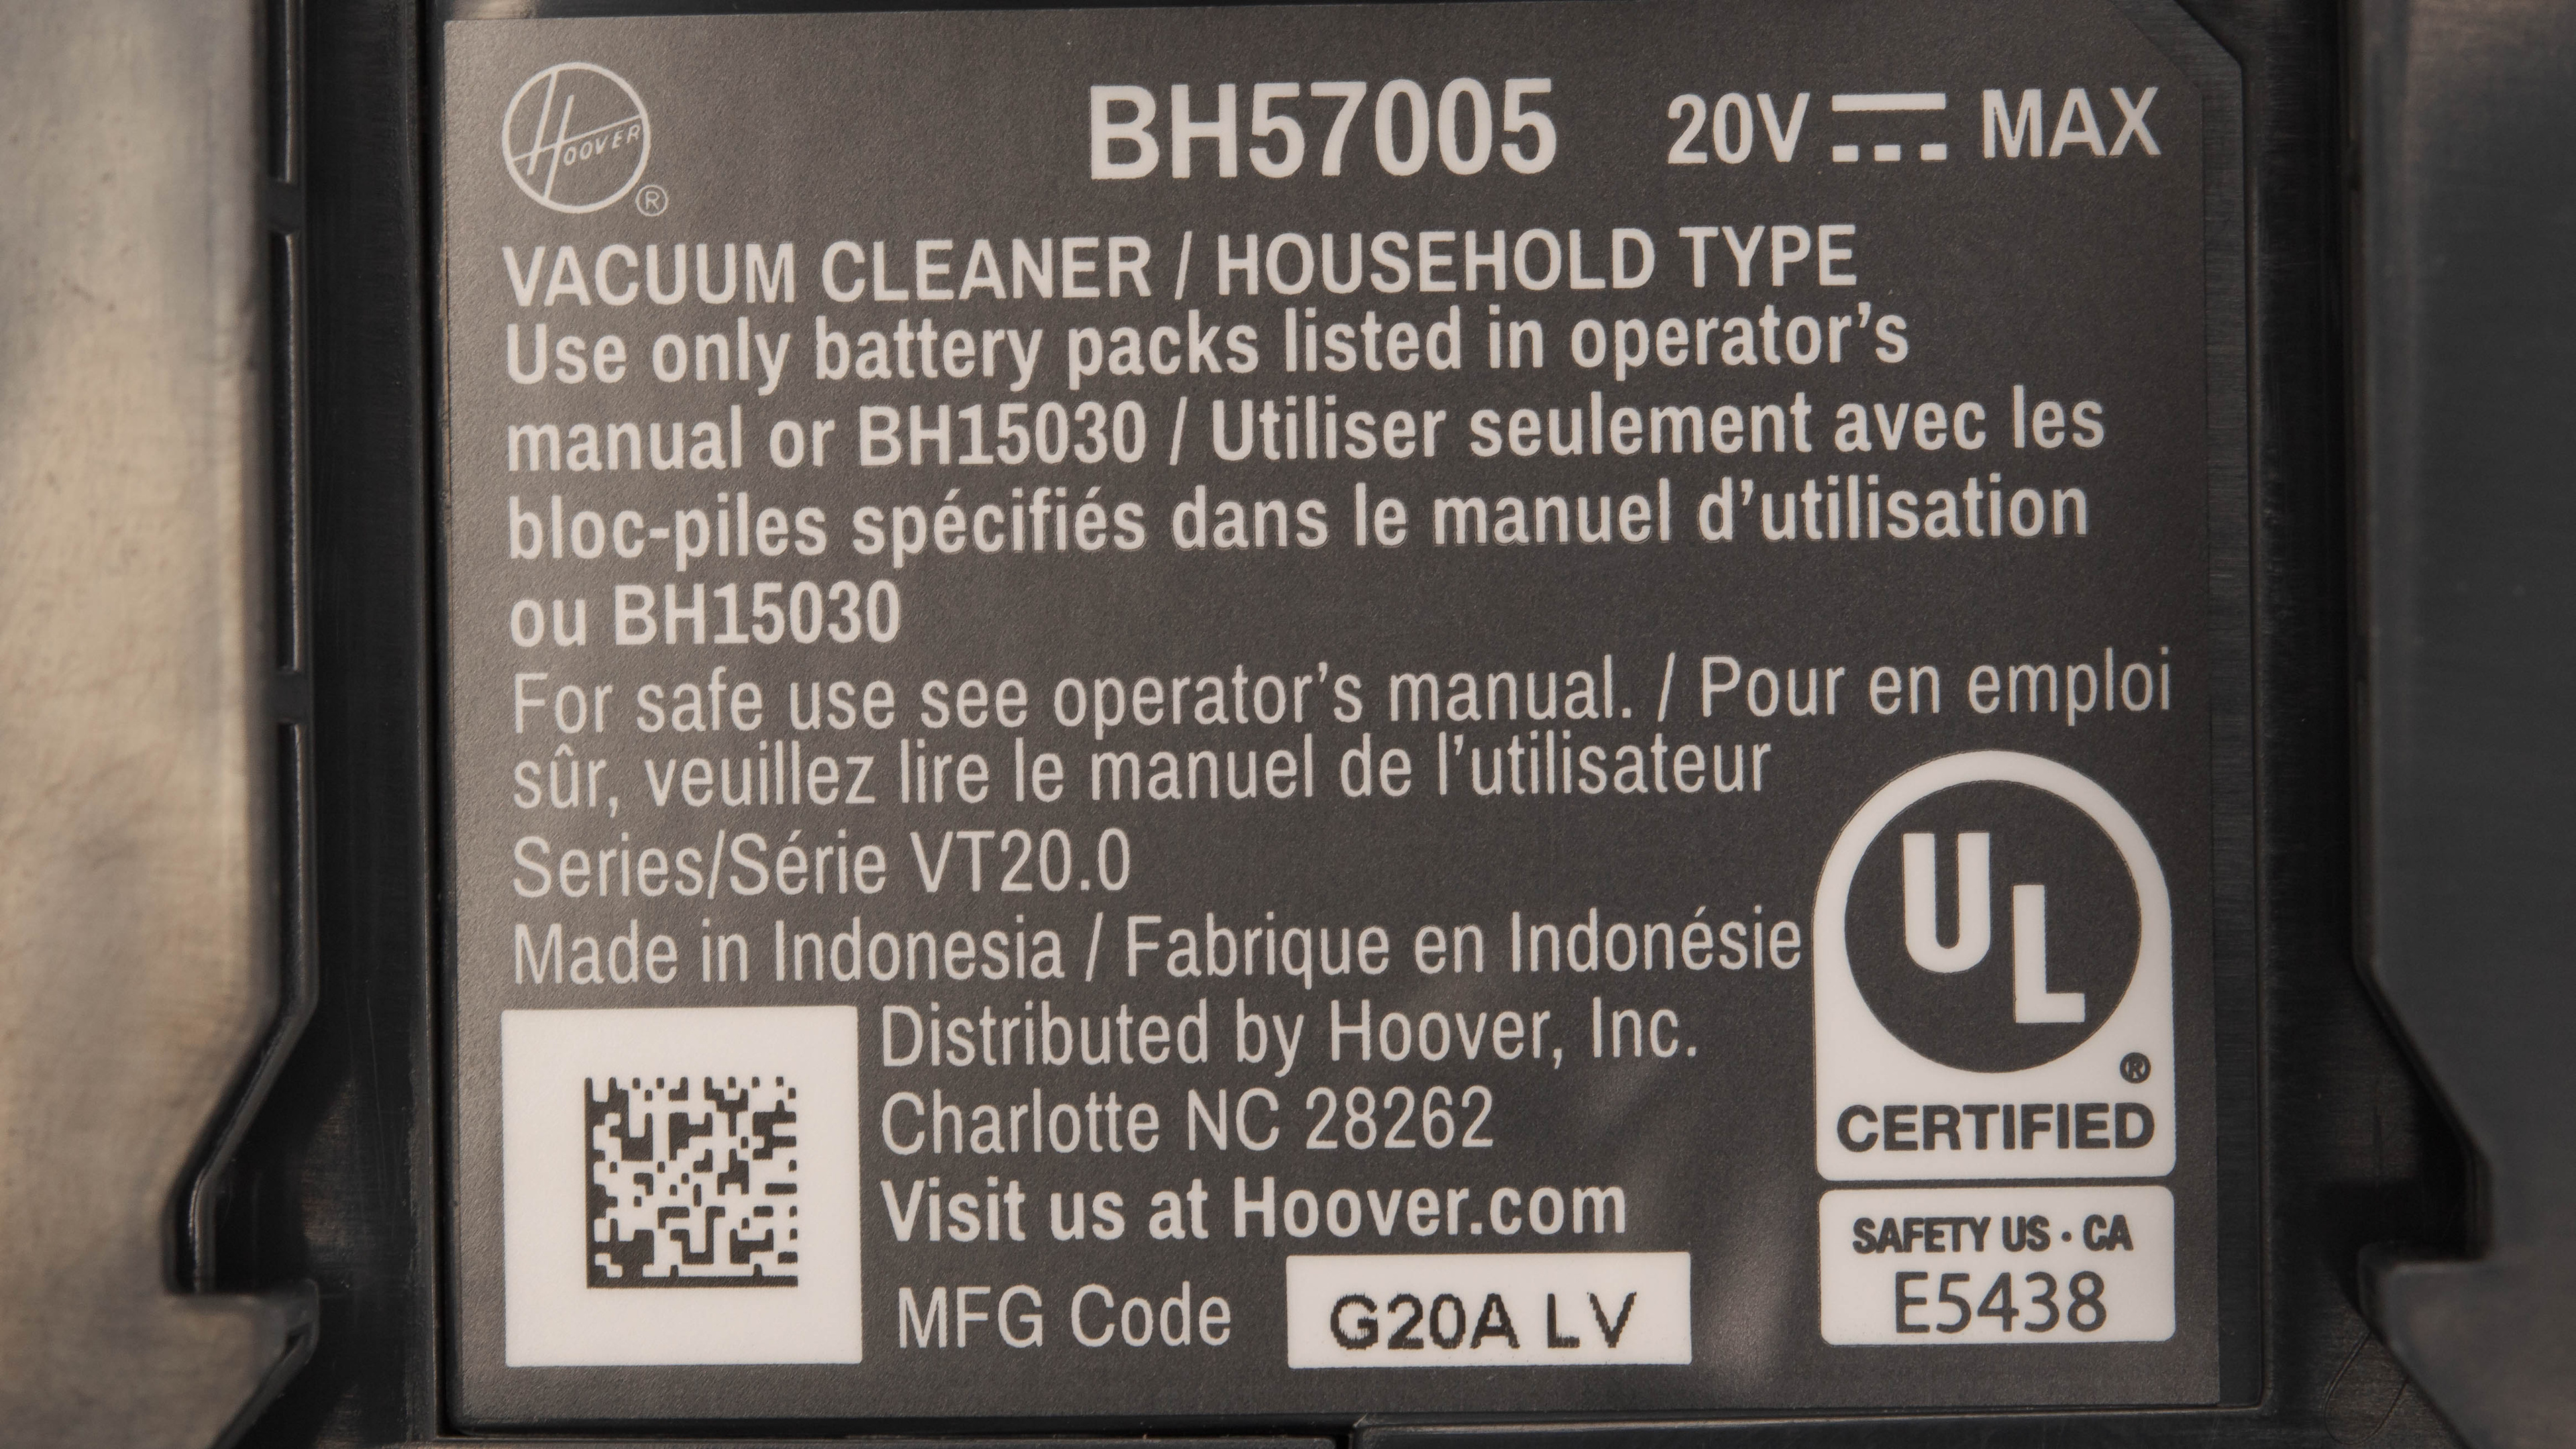 HOOVER ®
BH57005 20V MAX
VACUUM CLEANER / HOUSEHOLD TYPE
Use only battery packs listed in operator’s
manual or BH15030 / Utiliser seulement avec les
bloc-piles spécifiés dans le manuel d’utilisation
ou BH15030
For safe use see operator’s manual. / Pour en emploi
sûr, veuillez lire le manuel de l’utilisateur
Series/Série VT20.0
Made in Indonesia / Fabrique en Indonésie
Distributed by Hoover, Inc.
Charlotte NC 28262
Visit us at Hoover.com
MFG Code G20A LV
UL ®
CERTIFIED
SAFETY US · CA
E5438